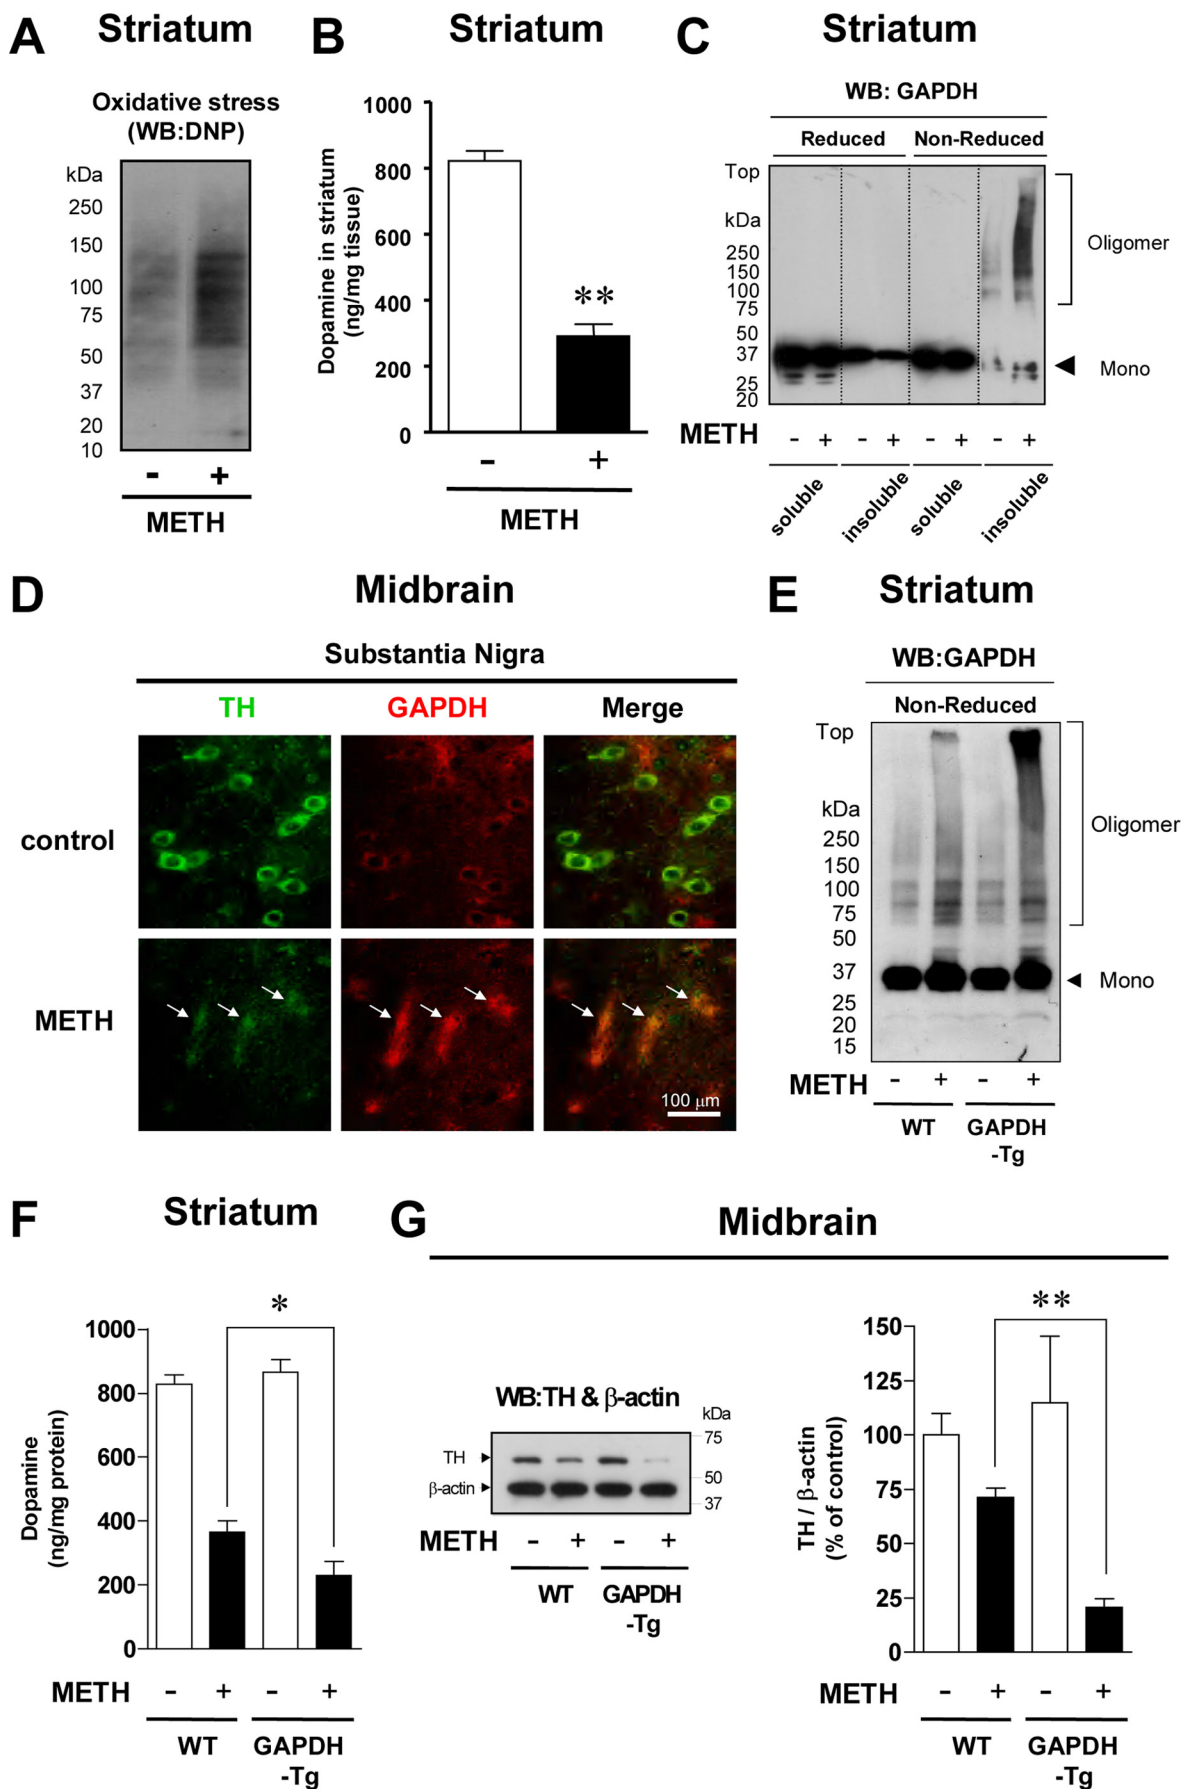 A
Striatum
Oxidative stress
(WB:DNP)
kDa
250
150
100
75
50
37
20
10
- +
METH
B
Striatum
Dopamine in striatum
(ng/mg tissue)
1000
800
600
400
200
0
**
- +
METH
C
Striatum
WB: GAPDH
Reduced Non-Reduced
Top
kDa
250
150
100
75
50
37
25
20
Oligomer
Mono
METH - + - + - + - +
soluble insoluble soluble insoluble
D
Midbrain
Substantia Nigra
TH GAPDH Merge
control
METH
100 μm
E
Striatum
WB:GAPDH
Non-Reduced
Top
kDa
250
150
100
75
50
37
25
20
15
Oligomer
Mono
METH - + - +
WT GAPDH
-Tg
F
Striatum
Dopamine
(ng/mg protein)
1000
800
600
400
200
0
*
METH - + - +
WT GAPDH
-Tg
G
Midbrain
WB:TH & β-actin
kDa
75
50
37
TH
β-actin
METH - + - +
WT GAPDH
-Tg
TH / β-actin
(% of control)
150
125
100
75
50
25
0
**
METH - + - +
WT GAPDH
-Tg